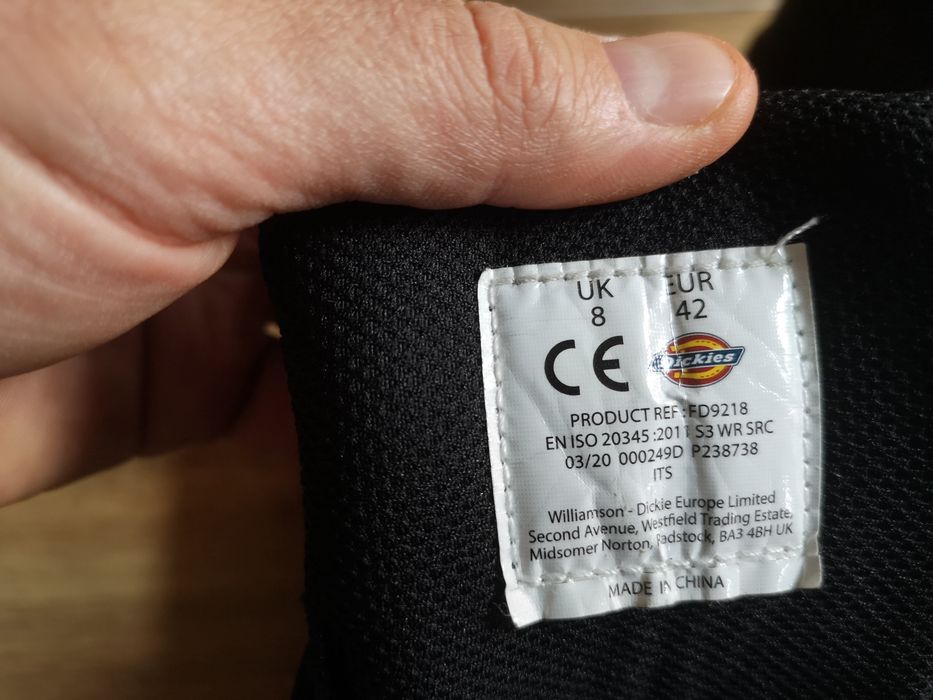 UK EUR
8 42
CE Dickies
PRODUCT REF: FD9218
EN ISO 20345:2011 S3 WR SRC
03/20 000249D P238738
ITS
Williamson - Dickie Europe Limited
Second Avenue, Westfield Trading Estate,
Midsomer Norton, Radstock, BA3 4BH UK
MADE IN CHINA